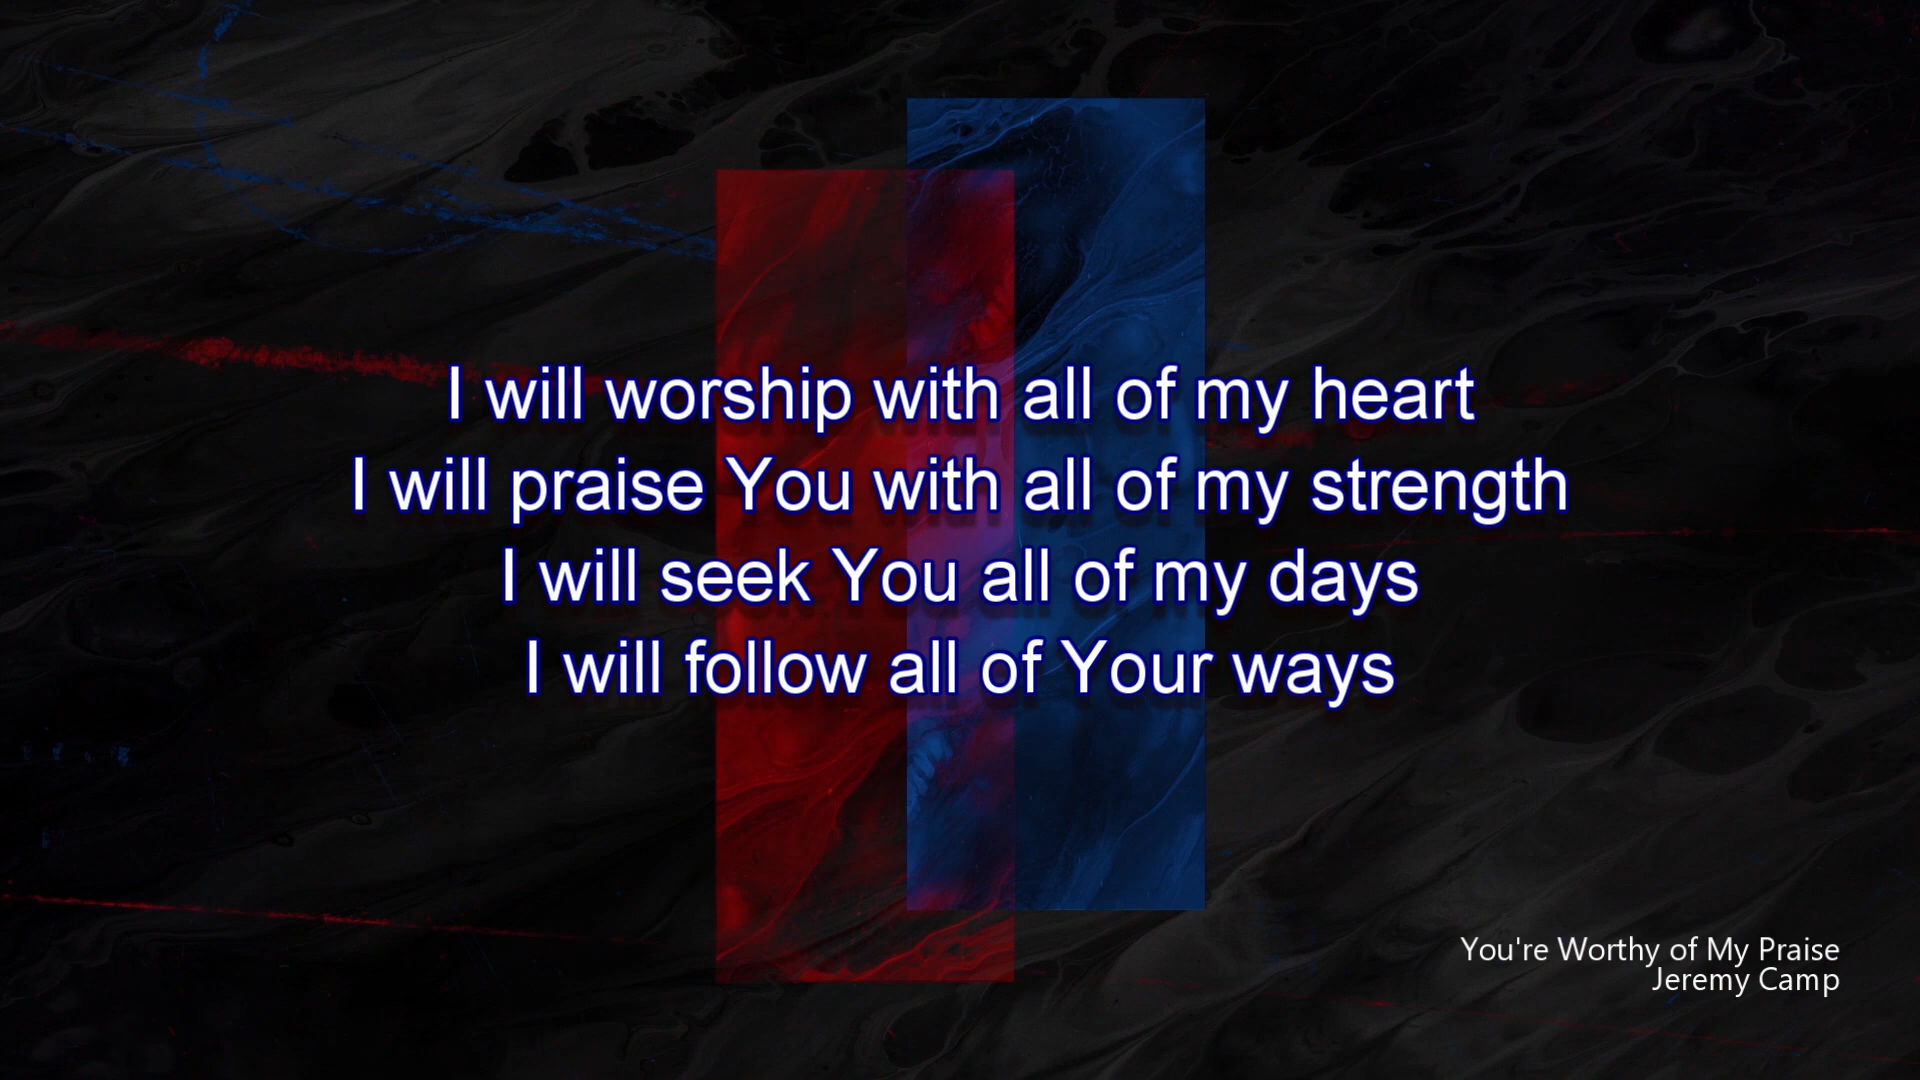 I will worship with all of my heart
I will praise You with all of my strength
I will seek You all of my days
I will follow all of Your ways
You're Worthy of My Praise
Jeremy Camp